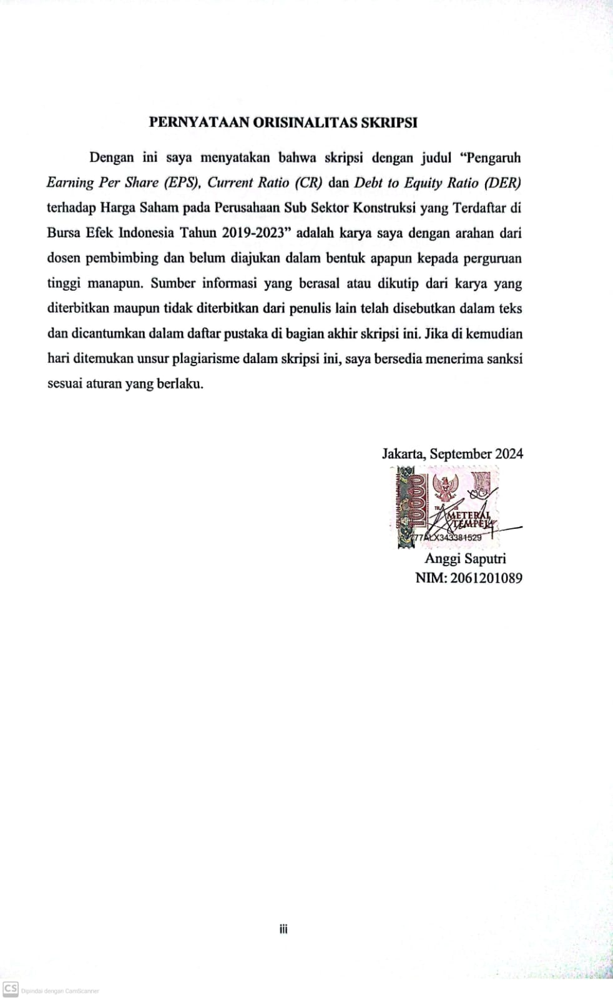 PERNYATAAN ORISINALITAS SKRIPSI
Dengan ini saya menyatakan bahwa skripsi dengan judul “Pengaruh
Earning Per Share (EPS), Current Ratio (CR) dan Debt to Equity Ratio (DER)
terhadap Harga Saham pada Perusahaan Sub Sektor Konstruksi yang Terdaftar di
Bursa Efek Indonesia Tahun 2019-2023” adalah karya saya dengan arahan dari
dosen pembimbing dan belum diajukan dalam bentuk apapun kepada perguruan
tinggi manapun. Sumber informasi yang berasal atau dikutip dari karya yang
diterbitkan maupun tidak diterbitkan dari penulis lain telah disebutkan dalam teks
dan dicantumkan dalam daftar pustaka di bagian akhir skripsi ini. Jika di kemudian
hari ditemukan unsur plagiarisme dalam skripsi ini, saya bersedia menerima sanksi
sesuai aturan yang berlaku.
Jakarta, September 2024
10000
METERAI
TEMPEL
77ALX343381529
Anggi Saputri
NIM: 2061201089
iii
CS Dipindai dengan CamScanner